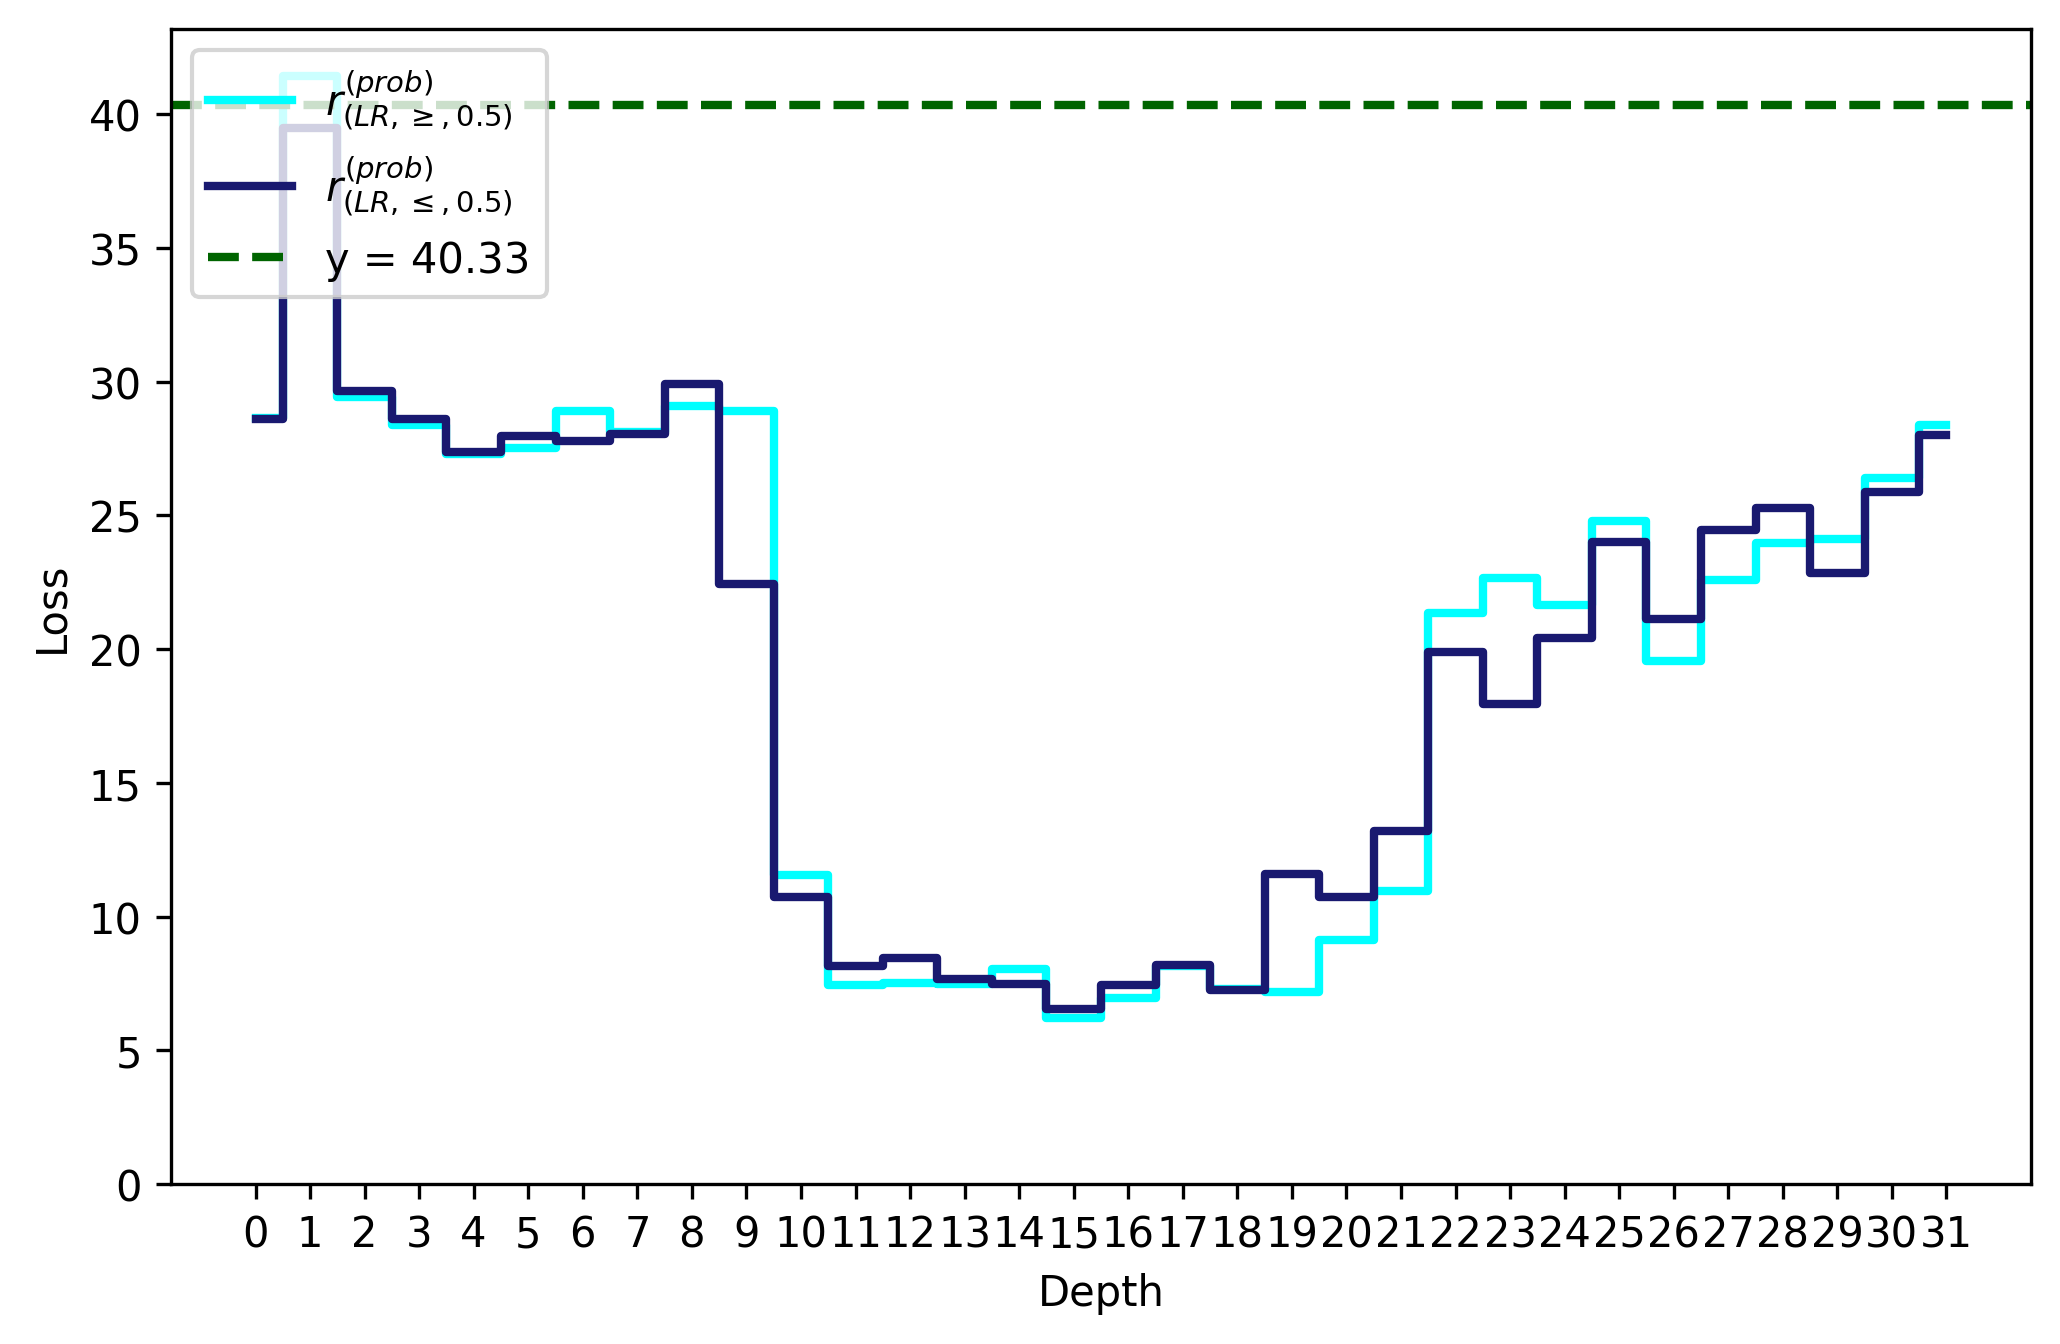 r^{(prob)}_{(LR, ≥, 0.5)}
r^{(prob)}_{(LR, ≤, 0.5)}
y = 40.33
40
35
30
25
20
15
10
5
0
Loss
0 1 2 3 4 5 6 7 8 9 10 11 12 13 14 15 16 17 18 19 20 21 22 23 24 25 26 27 28 29 30 31
Depth